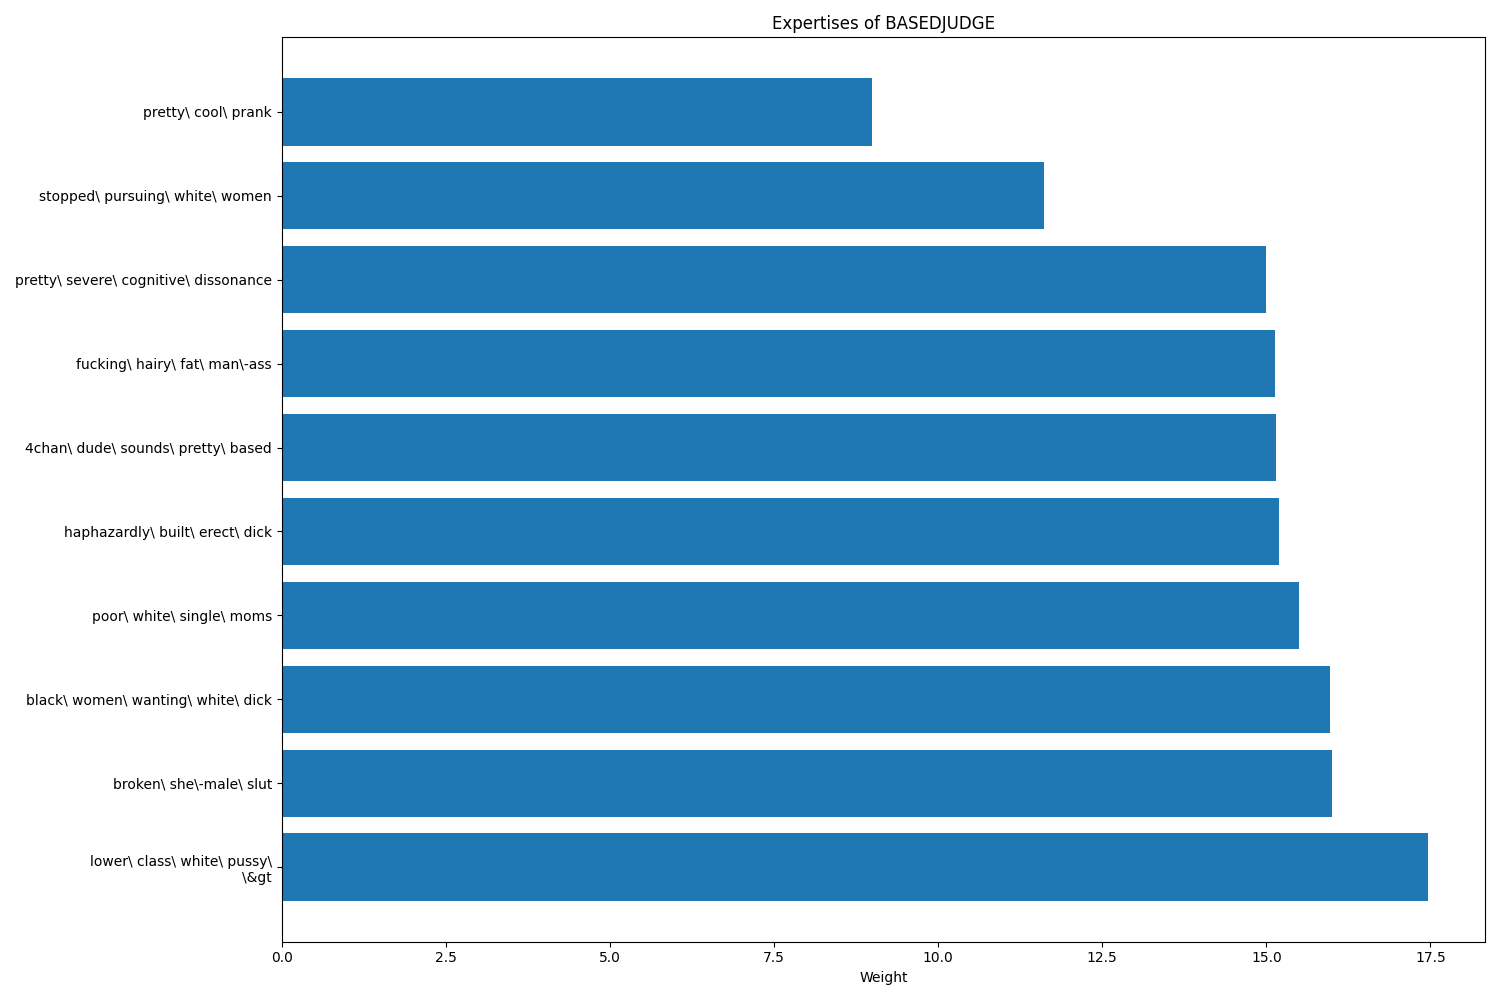 Expertises of BASEDJUDGE
pretty\ cool\ prank
stopped\ pursuing\ white\ women
pretty\ severe\ cognitive\ dissonance
fucking\ hairy\ fat\ man\-ass
4chan\ dude\ sounds\ pretty\ based
haphazardly\ built\ erect\ dick
poor\ white\ single\ moms
black\ women\ wanting\ white\ dick
broken\ she\-male\ slut
lower\ class\ white\ pussy\
\&gt
0.0 2.5 5.0 7.5 10.0 12.5 15.0 17.5
Weight